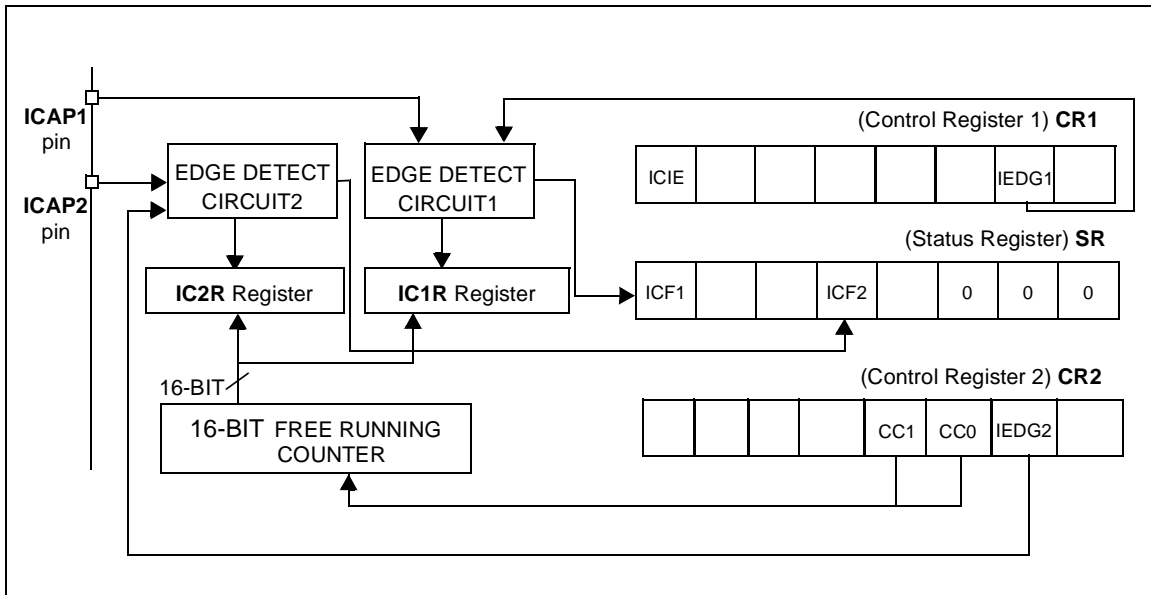 ICAP1
pin
ICAP2
pin
EDGE DETECT
CIRCUIT2
EDGE DETECT
CIRCUIT1
IC2R Register
IC1R Register
16-BIT
16-BIT FREE RUNNING
COUNTER
(Control Register 1) CR1
ICIE IEDG1
(Status Register) SR
ICF1 ICF2 0 0 0
(Control Register 2) CR2
CC1 CC0 IEDG2